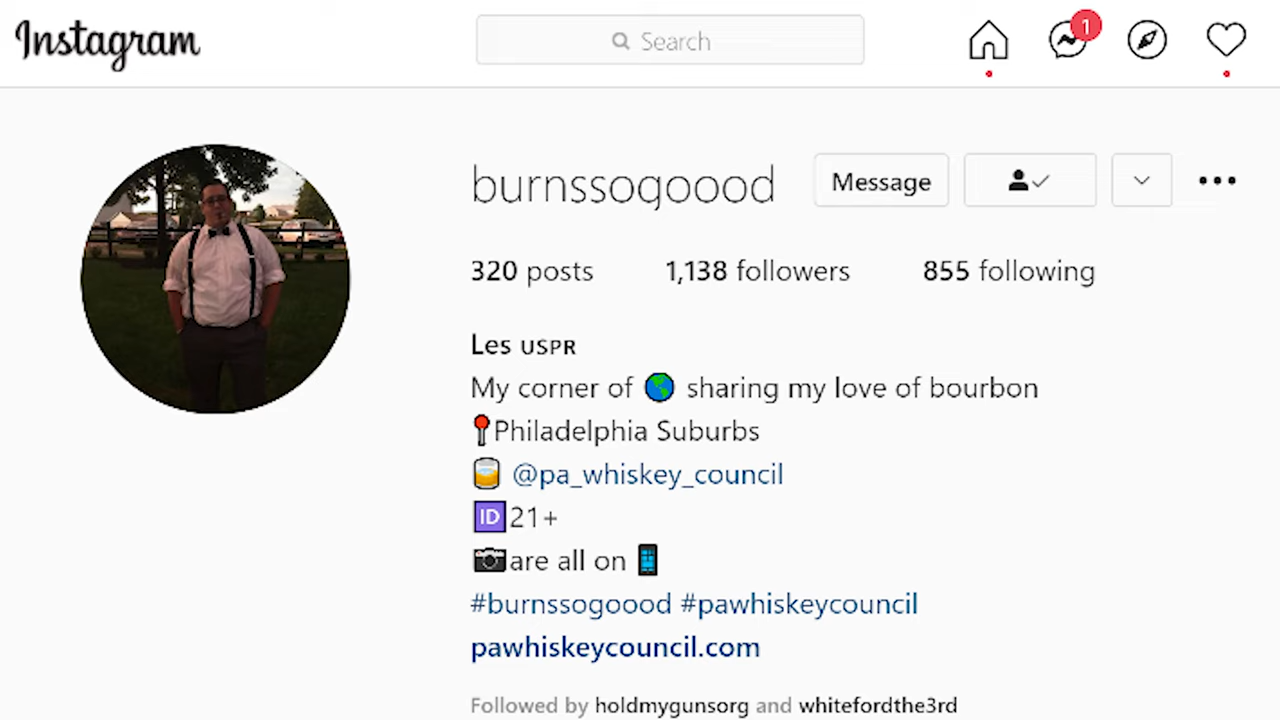 Instagram
Search
1
burnssogoood
Message
320 posts 1,138 followers 855 following
Les USPR
My corner of 🌎 sharing my love of bourbon
📍Philadelphia Suburbs
🥃 @pa_whiskey_council
🆔21+
📷are all on 📱
#burnssogoood #pawhiskeycouncil
pawhiskeycouncil.com
Followed by holdmygunsorg and whitefordthe3rd